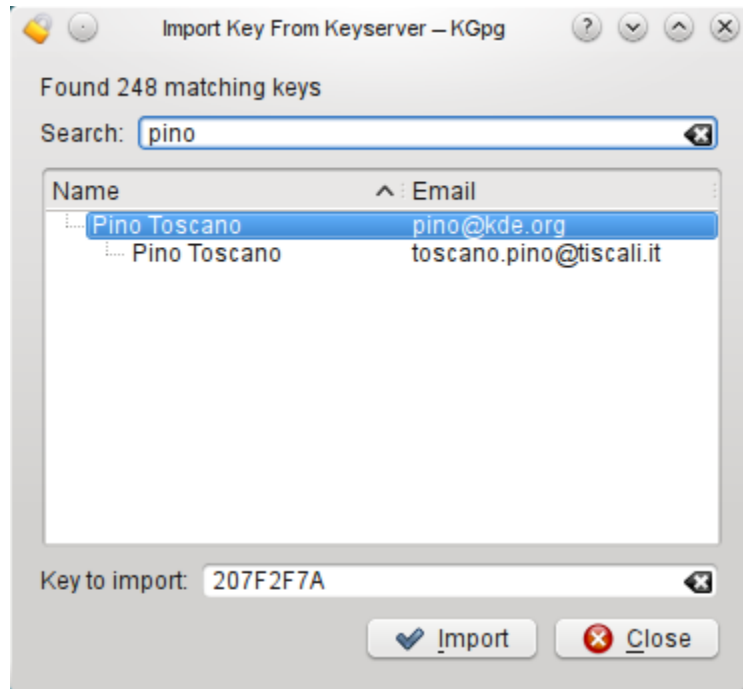 Import Key From Keyserver – KGpg
Found 248 matching keys
Search: pino
Name Email
Pino Toscano pino@kde.org
Pino Toscano toscano.pino@tiscali.it
Key to import: 207F2F7A
Import Close